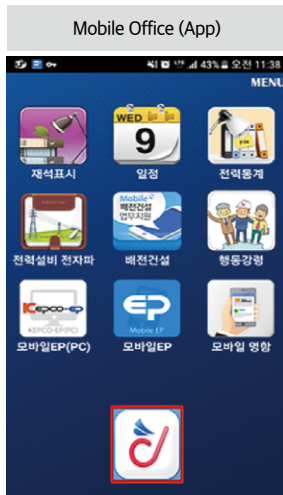 Mobile Office (App)
43% 오전 11:38
MENU
WED
9
재석표시
일정
전력통계
Mobile
배전건설
업무지원
전력설비 전자파
배전건설
행동강령
KEPCO-EP
KEPCO-EP(PC)
EP
Mobile EP
모바일EP(PC)
모바일EP
모바일 명함